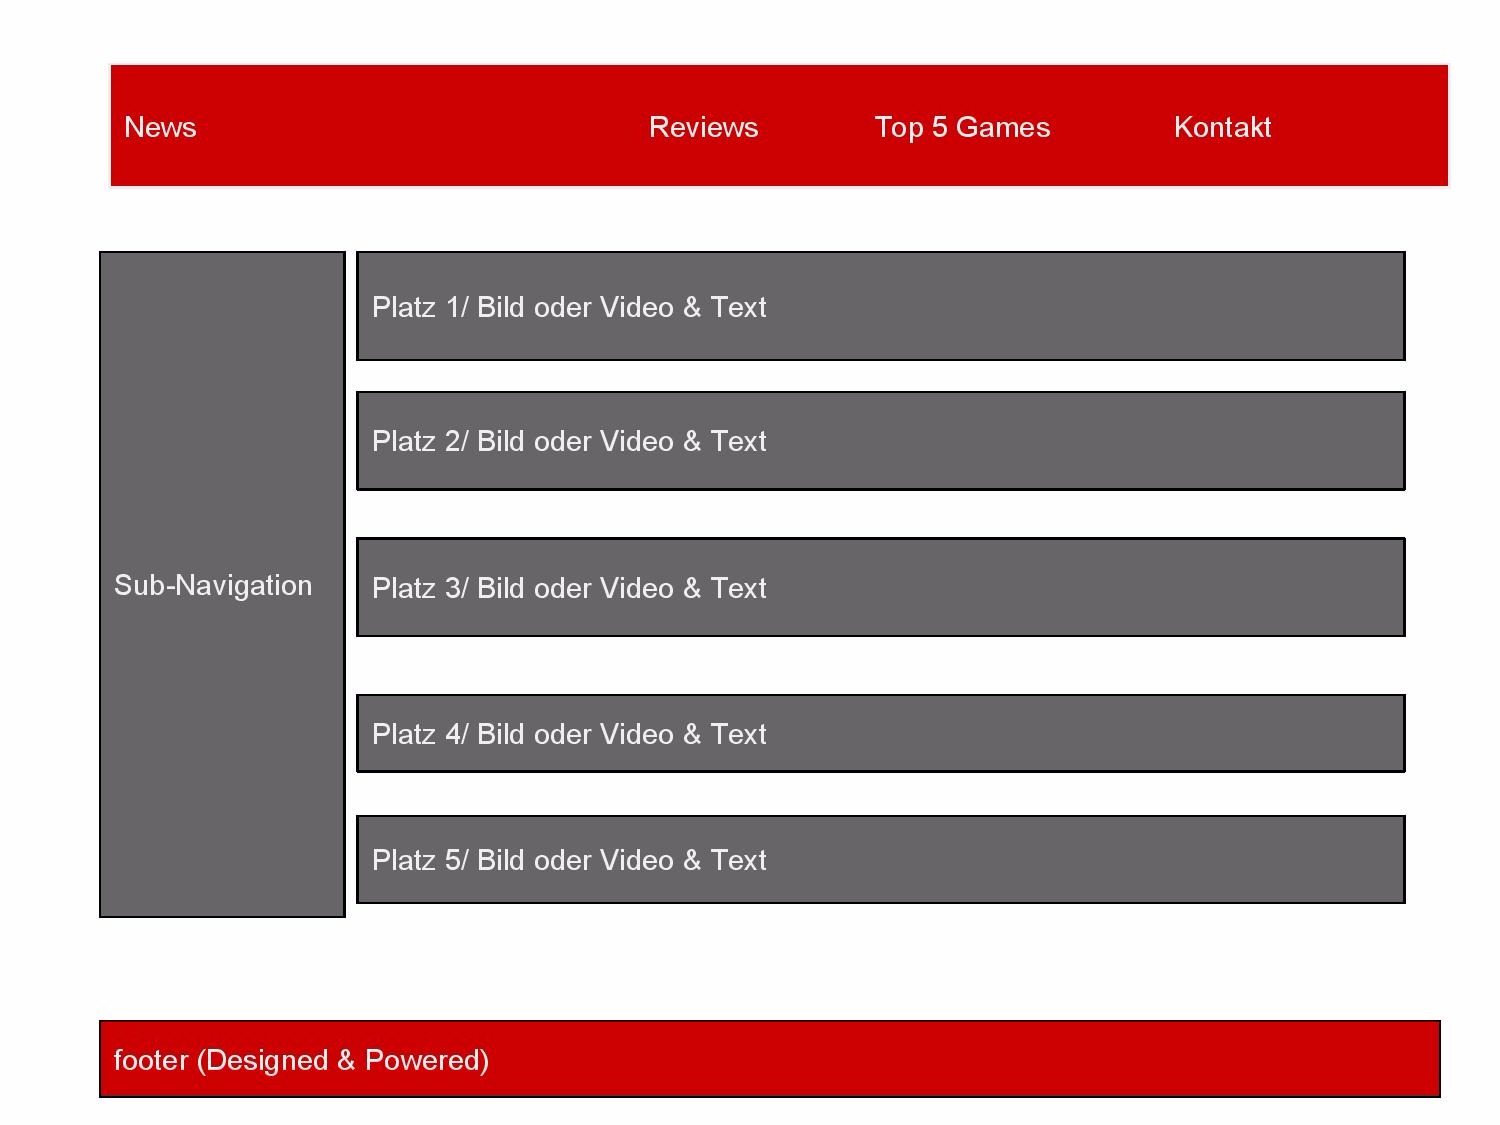 News Reviews Top 5 Games Kontakt
Platz 1/ Bild oder Video & Text
Platz 2/ Bild oder Video & Text
Sub-Navigation
Platz 3/ Bild oder Video & Text
Platz 4/ Bild oder Video & Text
Platz 5/ Bild oder Video & Text
footer (Designed & Powered)